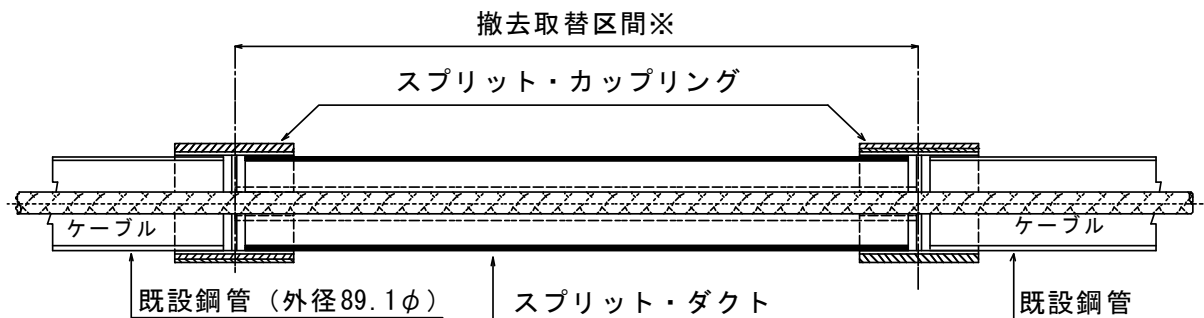 撤去取替区間※
スプリット・カップリング
ケーブル
ケーブル
既設鋼管（外径89.1φ）
スプリット・ダクト
既設鋼管